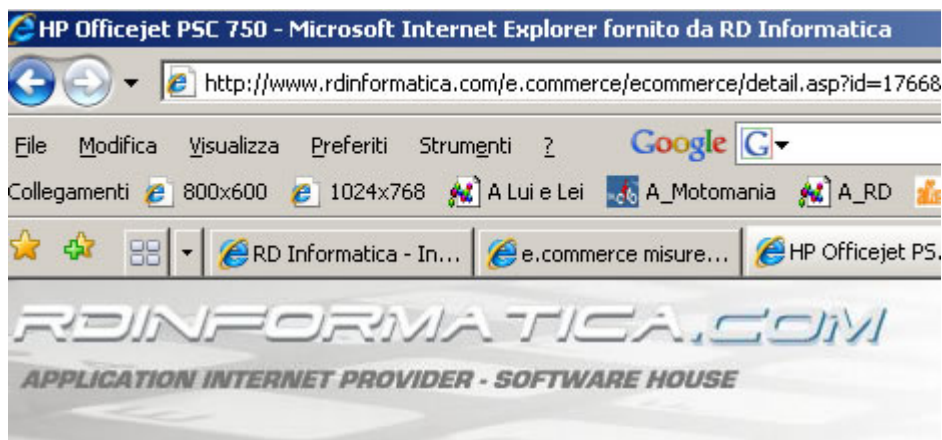 HP Officejet PSC 750 - Microsoft Internet Explorer fornito da RD Informatica
http://www.rdinformatica.com/e.commerce/ecommerce/detail.asp?id=17668
File Modifica Visualizza Preferiti Strumenti ? Google G
Collegamenti 800x600 1024x768 A Lui e Lei A_Motomania A_RD
RD Informatica - In... e.commerce misure... HP Officejet PS.
RDINFORMATICA.COM
APPLICATION INTERNET PROVIDER - SOFTWARE HOUSE